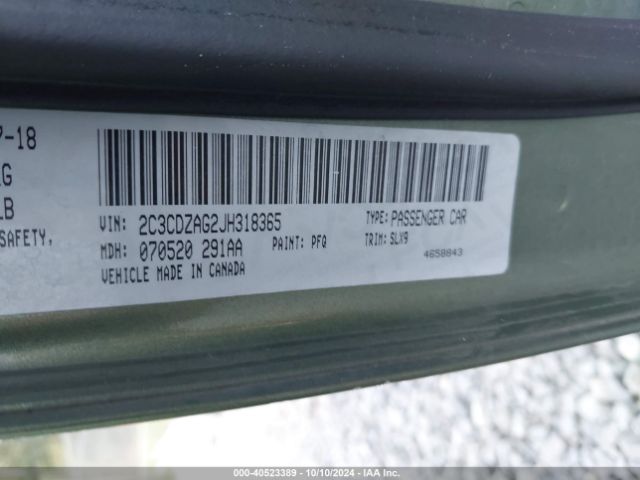 7-18
G
LB
SAFETY,
VIN: 2C3CDZAG2JH318365 TYPE: PASSENGER CAR
MDH: 070520 291AA PAINT: PFQ TRIM: SLX9
VEHICLE MADE IN CANADA 4658843
000-40523389 - 10/10/2024 - IAA Inc.